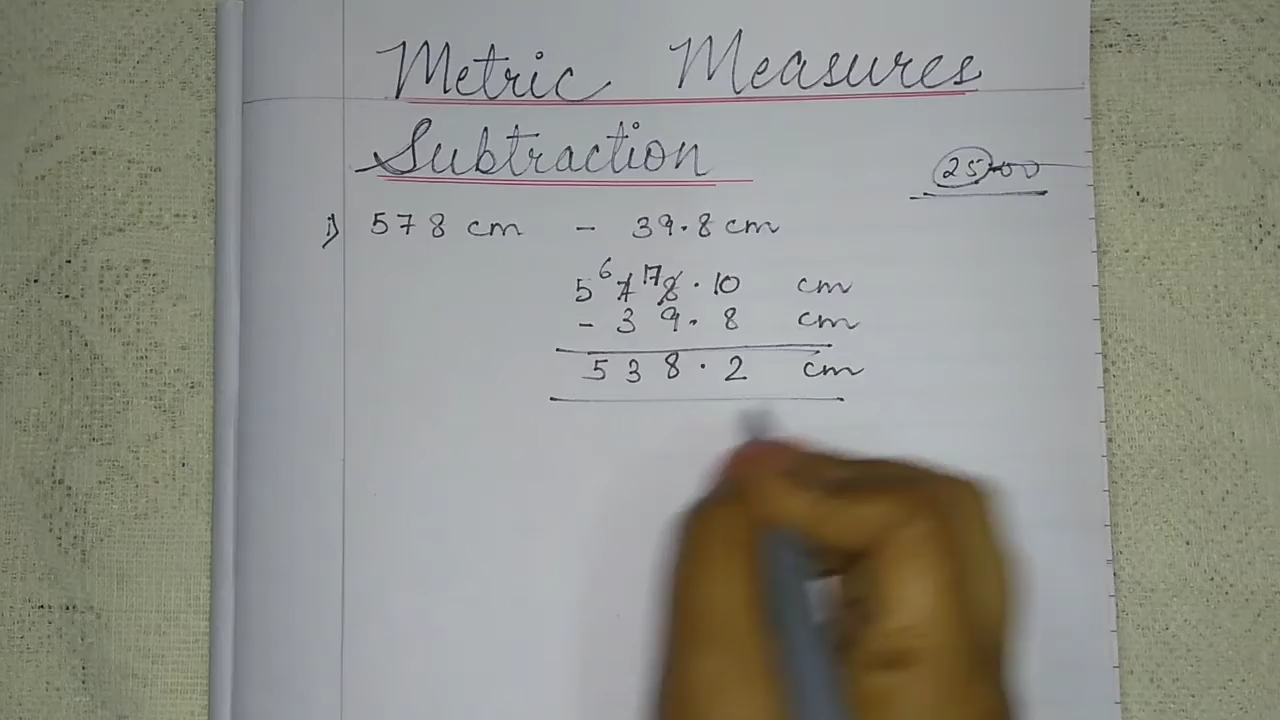 Metric Measures
Subtraction
2500
1) 578 cm - 39.8 cm
5 6 7 17 8 . 10 cm
- 3 9 . 8 cm
5 3 8 . 2 cm